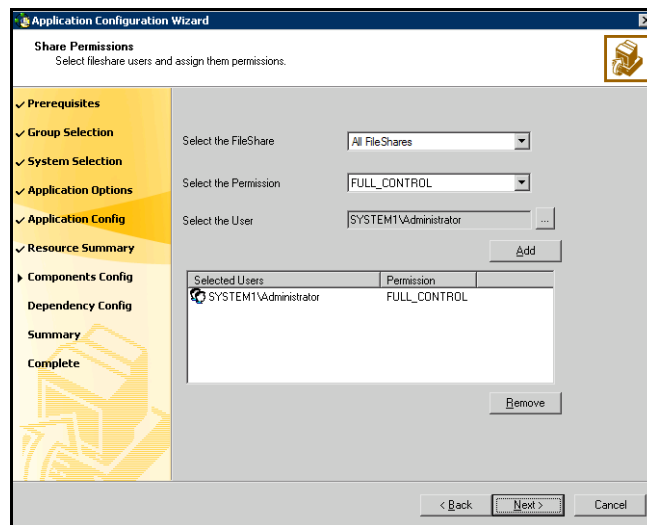 Application Configuration Wizard
Share Permissions
Select fileshare users and assign them permissions.
Prerequisites
Group Selection
System Selection
Application Options
Application Config
Resource Summary
Components Config
Dependency Config
Summary
Complete
Select the FileShare
All FileShares
Select the Permission
FULL_CONTROL
Select the User
SYSTEM1\Administrator
...
Add
Selected Users Permission
SYSTEM1\Administrator FULL_CONTROL
Remove
< Back Next > Cancel